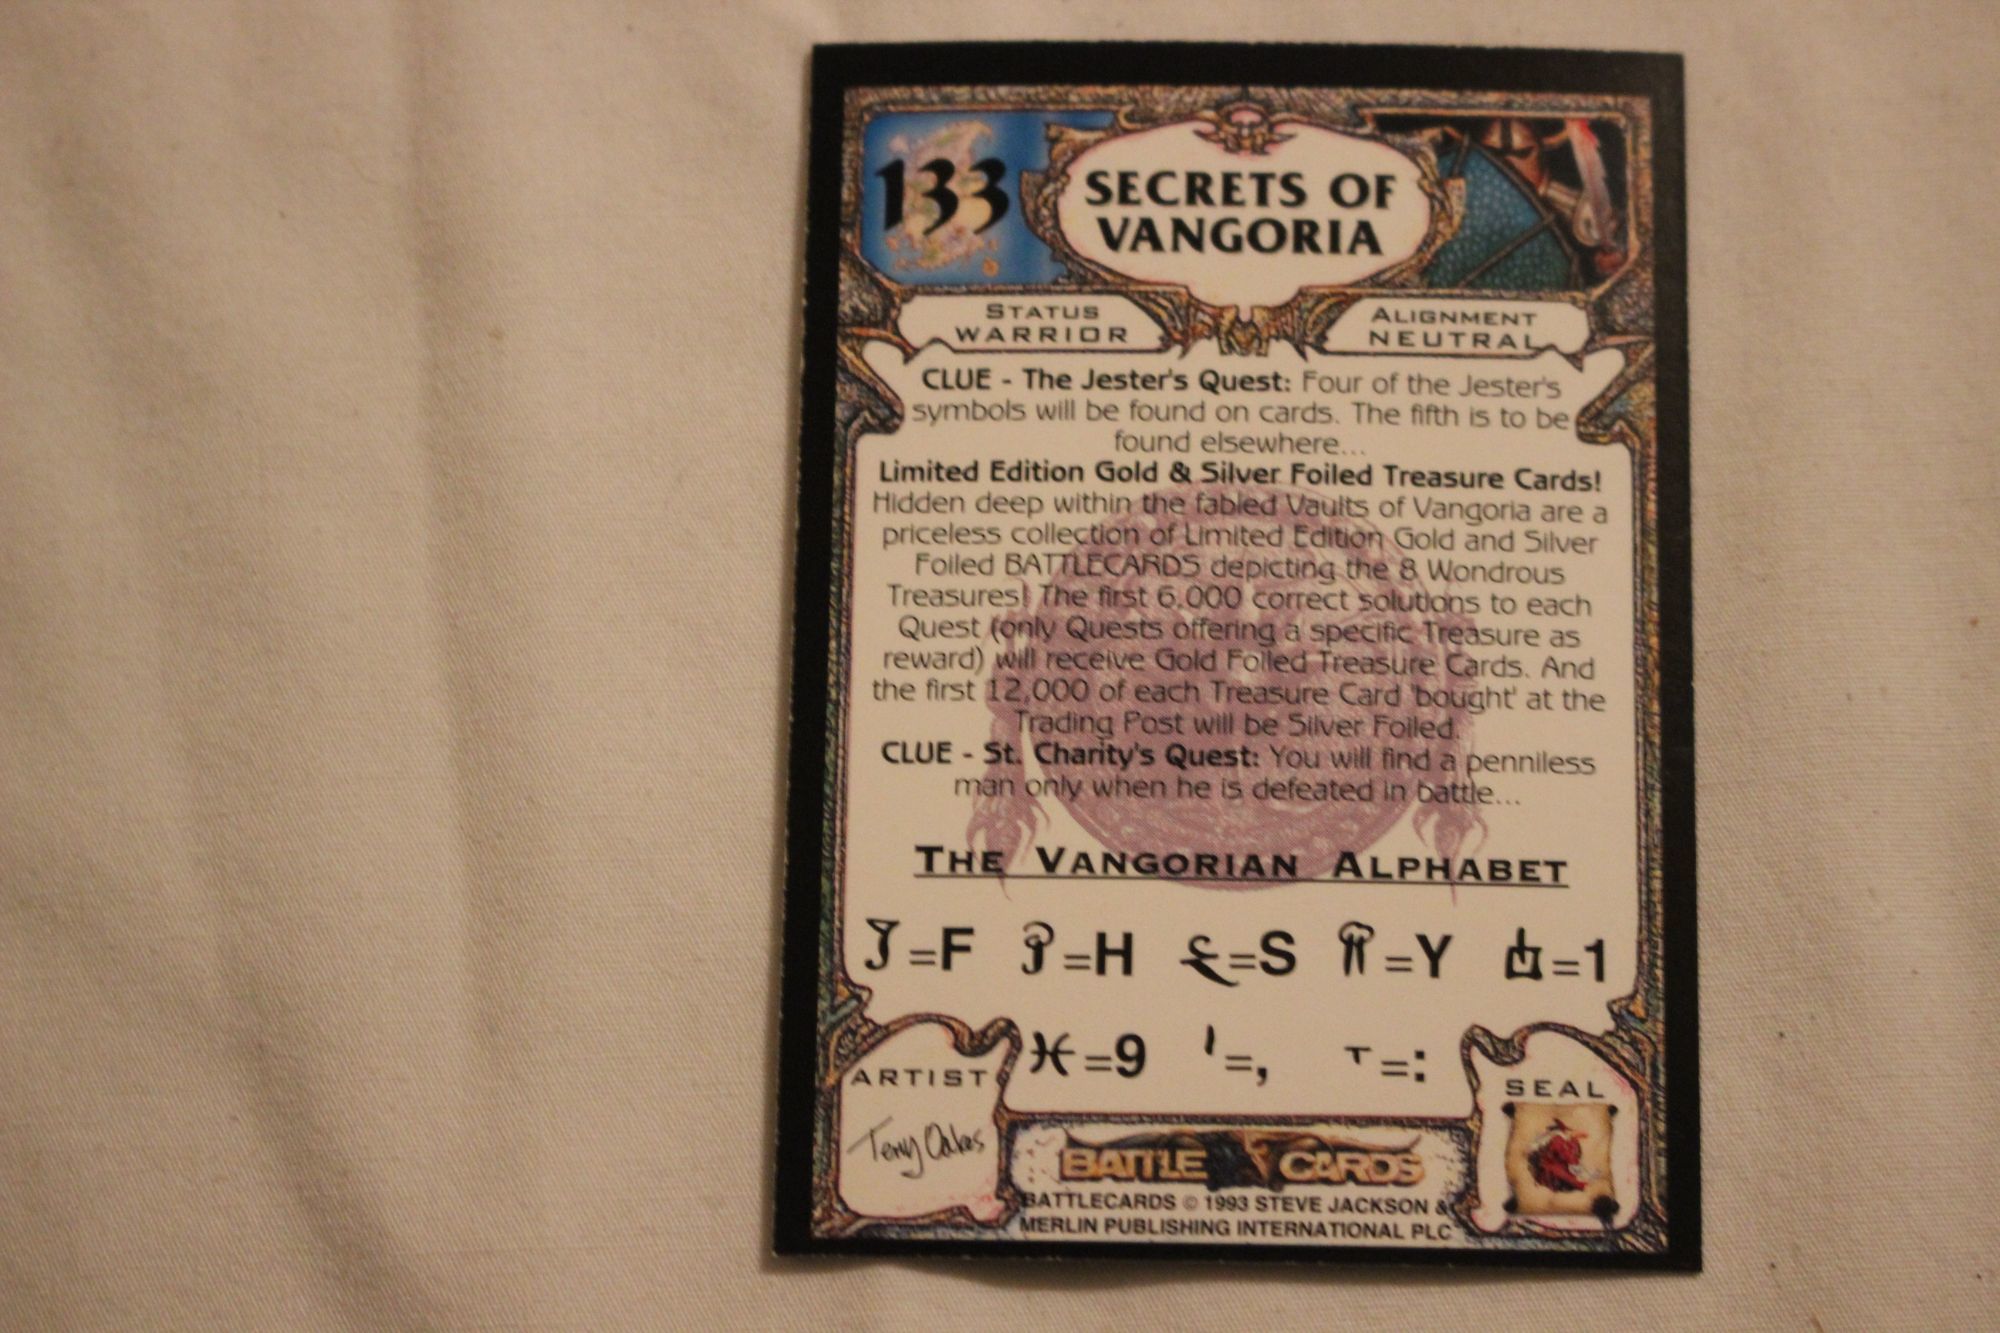 133
SECRETS OF
VANGORIA
STATUS
WARRIOR
ALIGNMENT
NEUTRAL
CLUE - The Jester's Quest: Four of the Jester's
symbols will be found on cards. The fifth is to be
found elsewhere...
Limited Edition Gold & Silver Foiled Treasure Cards!
Hidden deep within the fabled Vaults of Vangoria are a
priceless collection of Limited Edition Gold and Silver
Foiled BATTLECARDS depicting the 8 Wondrous
Treasures! The first 6,000 correct solutions to each
Quest (only Quests offering a specific Treasure as
reward) will receive Gold Foiled Treasure Cards. And
the first 12,000 of each Treasure Card 'bought' at the
Trading Post will be Silver Foiled.
CLUE - St. Charity's Quest: You will find a penniless
man only when he is defeated in battle...
THE VANGORIAN ALPHABET
=F =H =S =Y =1
=9 =, =:
ARTIST
Terry Oakes
SEAL
BATTLE CARDS
BATTLECARDS © 1993 STEVE JACKSON &
MERLIN PUBLISHING INTERNATIONAL PLC